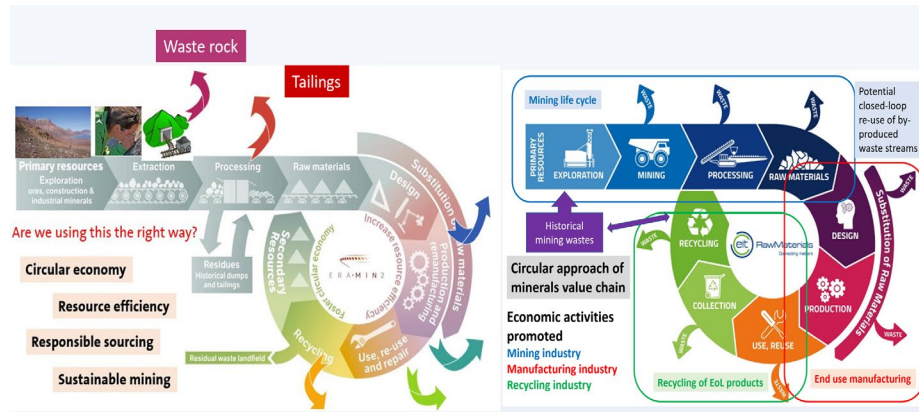 Waste rock
Tailings
Primary resources
Exploration
ores, construction &
industrial minerals
Extraction
Processing
Raw materials
Substitution of Raw materials
Design
Production and
remanufacturing
Use, re-use
and repair
Recycling
Secondary
Resources
Increase resource efficiency
Foster circular economy
ERA·MIN 2
Residues
Historical dumps
and tailings
Residual waste landfield
Are we using this the right way?
Circular economy
Resource efficiency
Responsible sourcing
Sustainable mining
Mining life cycle
WASTE
WASTE
WASTE
Potential
closed-loop
re-use of by-
produced
waste streams
PRIMARY
RESOURCES
EXPLORATION
MINING
PROCESSING
RAW MATERIALS
WASTE
Substitution of Raw Materials
DESIGN
PRODUCTION
WASTE
USE, REUSE
WASTE
COLLECTION
WASTE
RECYCLING
WASTE
eit
RawMaterials
Connecting matters
Historical
mining wastes
Circular approach of
minerals value chain
Economic activities
promoted
Mining industry
Manufacturing industry
Recycling industry
Recycling of EoL products
End use manufacturing